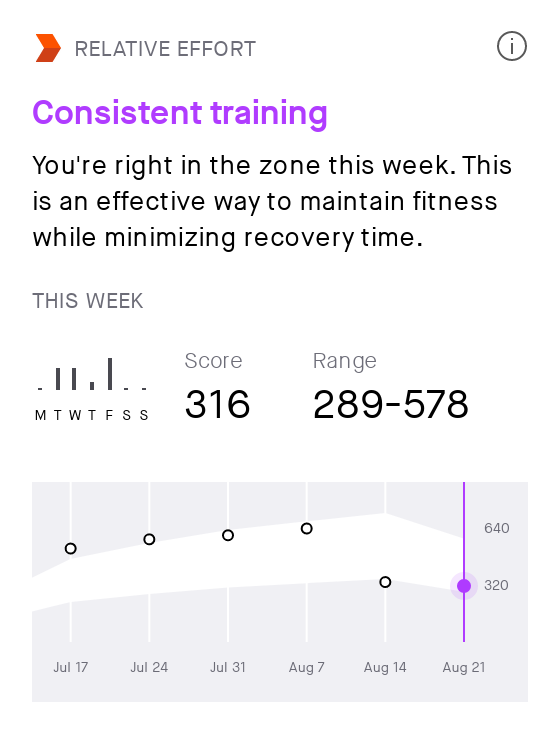 RELATIVE EFFORT
Consistent training
You're right in the zone this week. This
is an effective way to maintain fitness
while minimizing recovery time.
THIS WEEK
Score Range
316 289-578
M T W T F S S
640
320
Jul 17 Jul 24 Jul 31 Aug 7 Aug 14 Aug 21